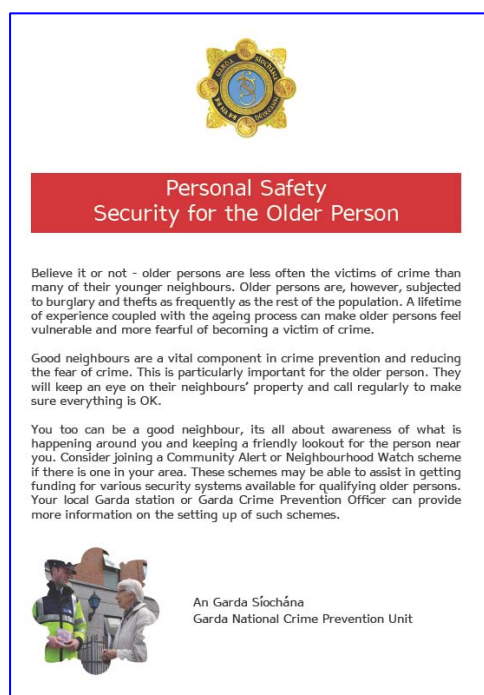 GARDA SÍOCHÁNA
Personal Safety
Security for the Older Person
Believe it or not - older persons are less often the victims of crime than
many of their younger neighbours. Older persons are, however, subjected
to burglary and thefts as frequently as the rest of the population. A lifetime
of experience coupled with the ageing process can make older persons feel
vulnerable and more fearful of becoming a victim of crime.
Good neighbours are a vital component in crime prevention and reducing
the fear of crime. This is particularly important for the older person. They
will keep an eye on their neighbours' property and call regularly to make
sure everything is OK.
You too can be a good neighbour, its all about awareness of what is
happening around you and keeping a friendly lookout for the person near
you. Consider joining a Community Alert or Neighbourhood Watch scheme
if there is one in your area. These schemes may be able to assist in getting
funding for various security systems available for qualifying older persons.
Your local Garda station or Garda Crime Prevention Officer can provide
more information on the setting up of such schemes.
An Garda Síochána
Garda National Crime Prevention Unit